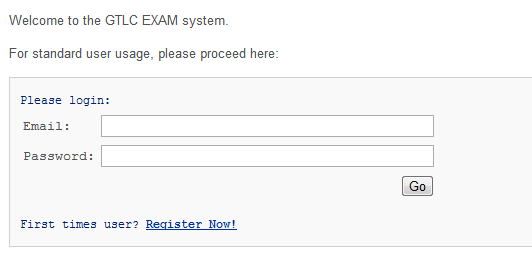 Welcome to the GTLC EXAM system.
For standard user usage, please proceed here:
Please login:
Email:
Password:
Go
First times user? Register Now!